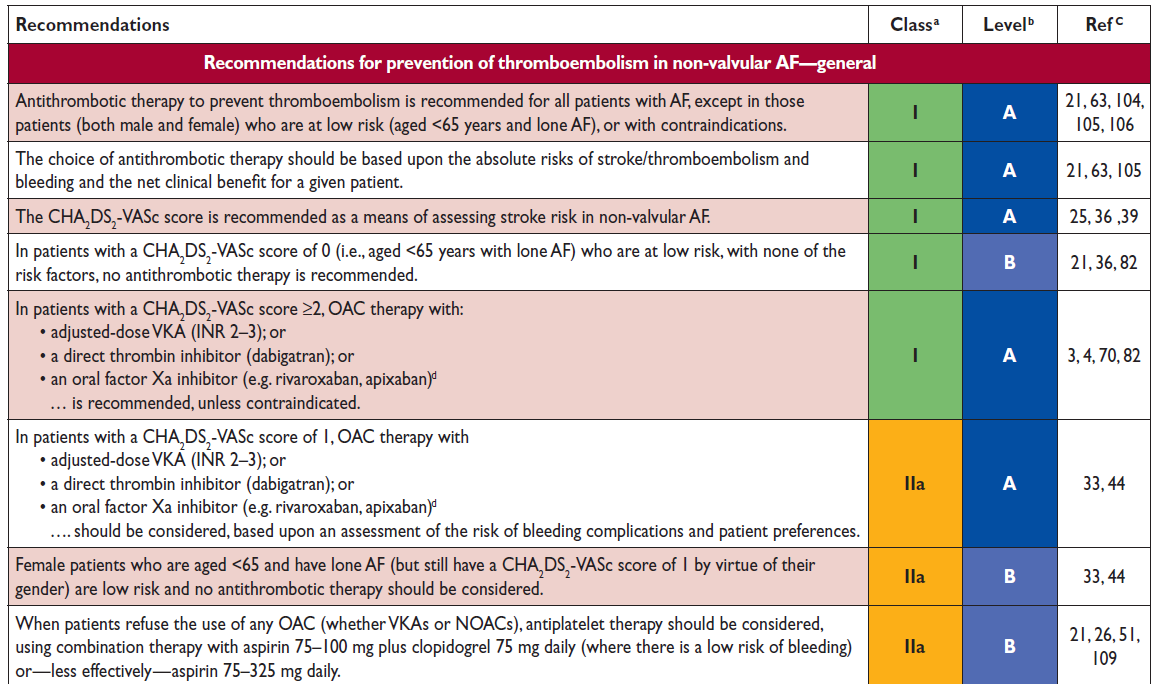 Recommendations Classᵃ Levelᵇ Ref ᶜ
Recommendations for prevention of thromboembolism in non-valvular AF—general
Antithrombotic therapy to prevent thromboembolism is recommended for all patients with AF, except in those
patients (both male and female) who are at low risk (aged <65 years and lone AF), or with contraindications.
I A
21, 63, 104,
105, 106
The choice of antithrombotic therapy should be based upon the absolute risks of stroke/thromboembolism and
bleeding and the net clinical benefit for a given patient.
I A 21, 63, 105
The CHA₂DS₂-VASc score is recommended as a means of assessing stroke risk in non-valvular AF. I A 25, 36 ,39
In patients with a CHA₂DS₂-VASc score of 0 (i.e., aged <65 years with lone AF) who are at low risk, with none of the
risk factors, no antithrombotic therapy is recommended.
I B 21, 36, 82
In patients with a CHA₂DS₂-VASc score ≥2, OAC therapy with:
• adjusted-dose VKA (INR 2–3); or
• a direct thrombin inhibitor (dabigatran); or
• an oral factor Xa inhibitor (e.g. rivaroxaban, apixaban)ᵈ
… is recommended, unless contraindicated.
I A 3, 4, 70, 82
In patients with a CHA₂DS₂-VASc score of 1, OAC therapy with
• adjusted-dose VKA (INR 2–3); or
• a direct thrombin inhibitor (dabigatran); or
• an oral factor Xa inhibitor (e.g. rivaroxaban, apixaban)ᵈ
…. should be considered, based upon an assessment of the risk of bleeding complications and patient preferences.
IIa A 33, 44
Female patients who are aged <65 and have lone AF (but still have a CHA₂DS₂-VASc score of 1 by virtue of their
gender) are low risk and no antithrombotic therapy should be considered.
IIa B 33, 44
When patients refuse the use of any OAC (whether VKAs or NOACs), antiplatelet therapy should be considered,
using combination therapy with aspirin 75–100 mg plus clopidogrel 75 mg daily (where there is a low risk of bleeding)
or—less effectively—aspirin 75–325 mg daily.
IIa B
21, 26, 51,
109